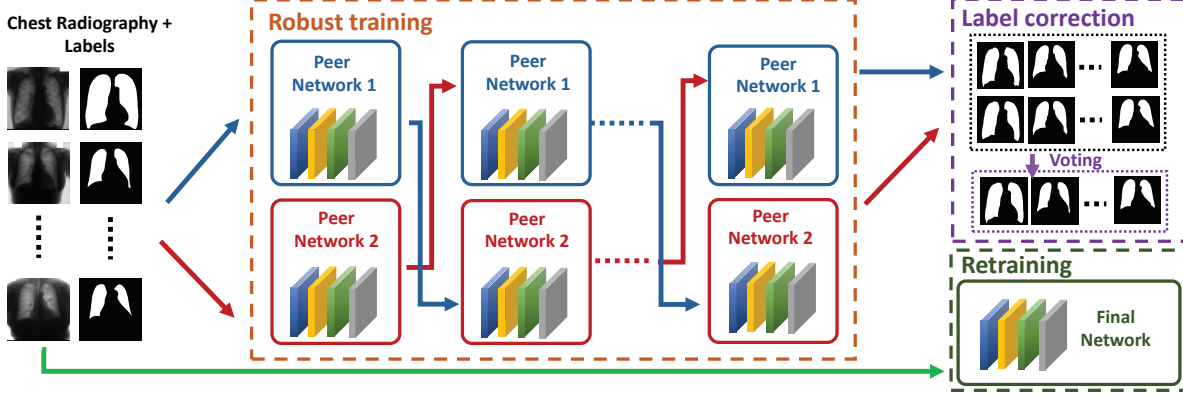 Chest Radiography +
Labels
Robust training
Peer
Network 1
Peer
Network 1
Peer
Network 1
Peer
Network 2
Peer
Network 2
Peer
Network 2
Label correction
Voting
Retraining
Final
Network